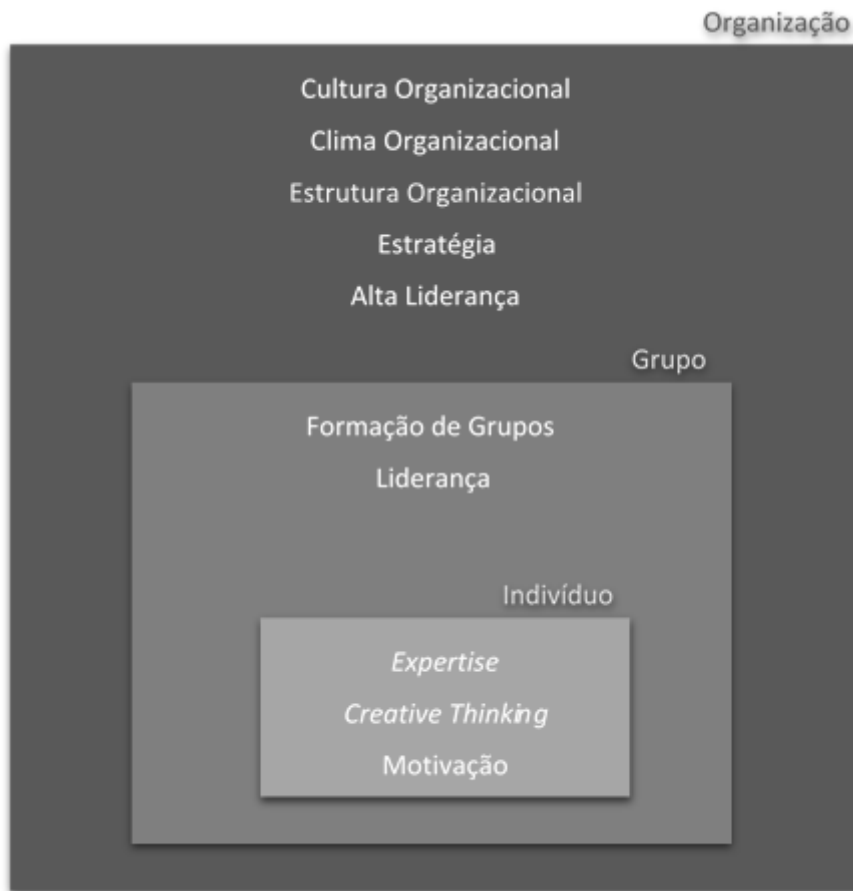 Organização
Cultura Organizacional
Clima Organizacional
Estrutura Organizacional
Estratégia
Alta Liderança
Grupo
Formação de Grupos
Liderança
Indivíduo
Expertise
Creative Thinking
Motivação